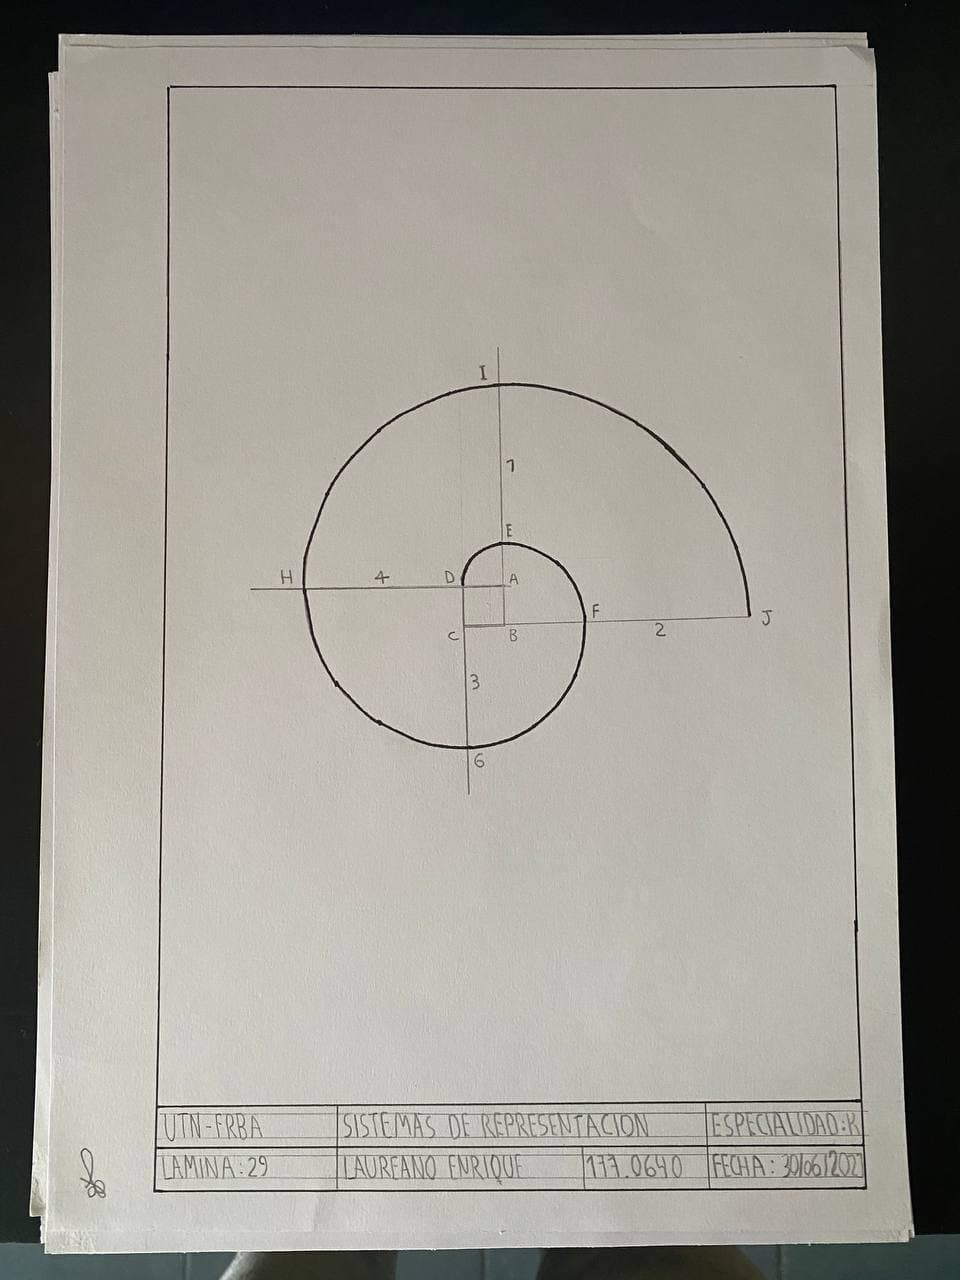 I
7
E
H 4 D A
F
C B 2 J
3
6
UTN-FRBA SISTEMAS DE REPRESENTACION ESPECIALIDAD:K
LAMINA:29 LAUREANO ENRIQUE 177.0640 FECHA: 30/06/202